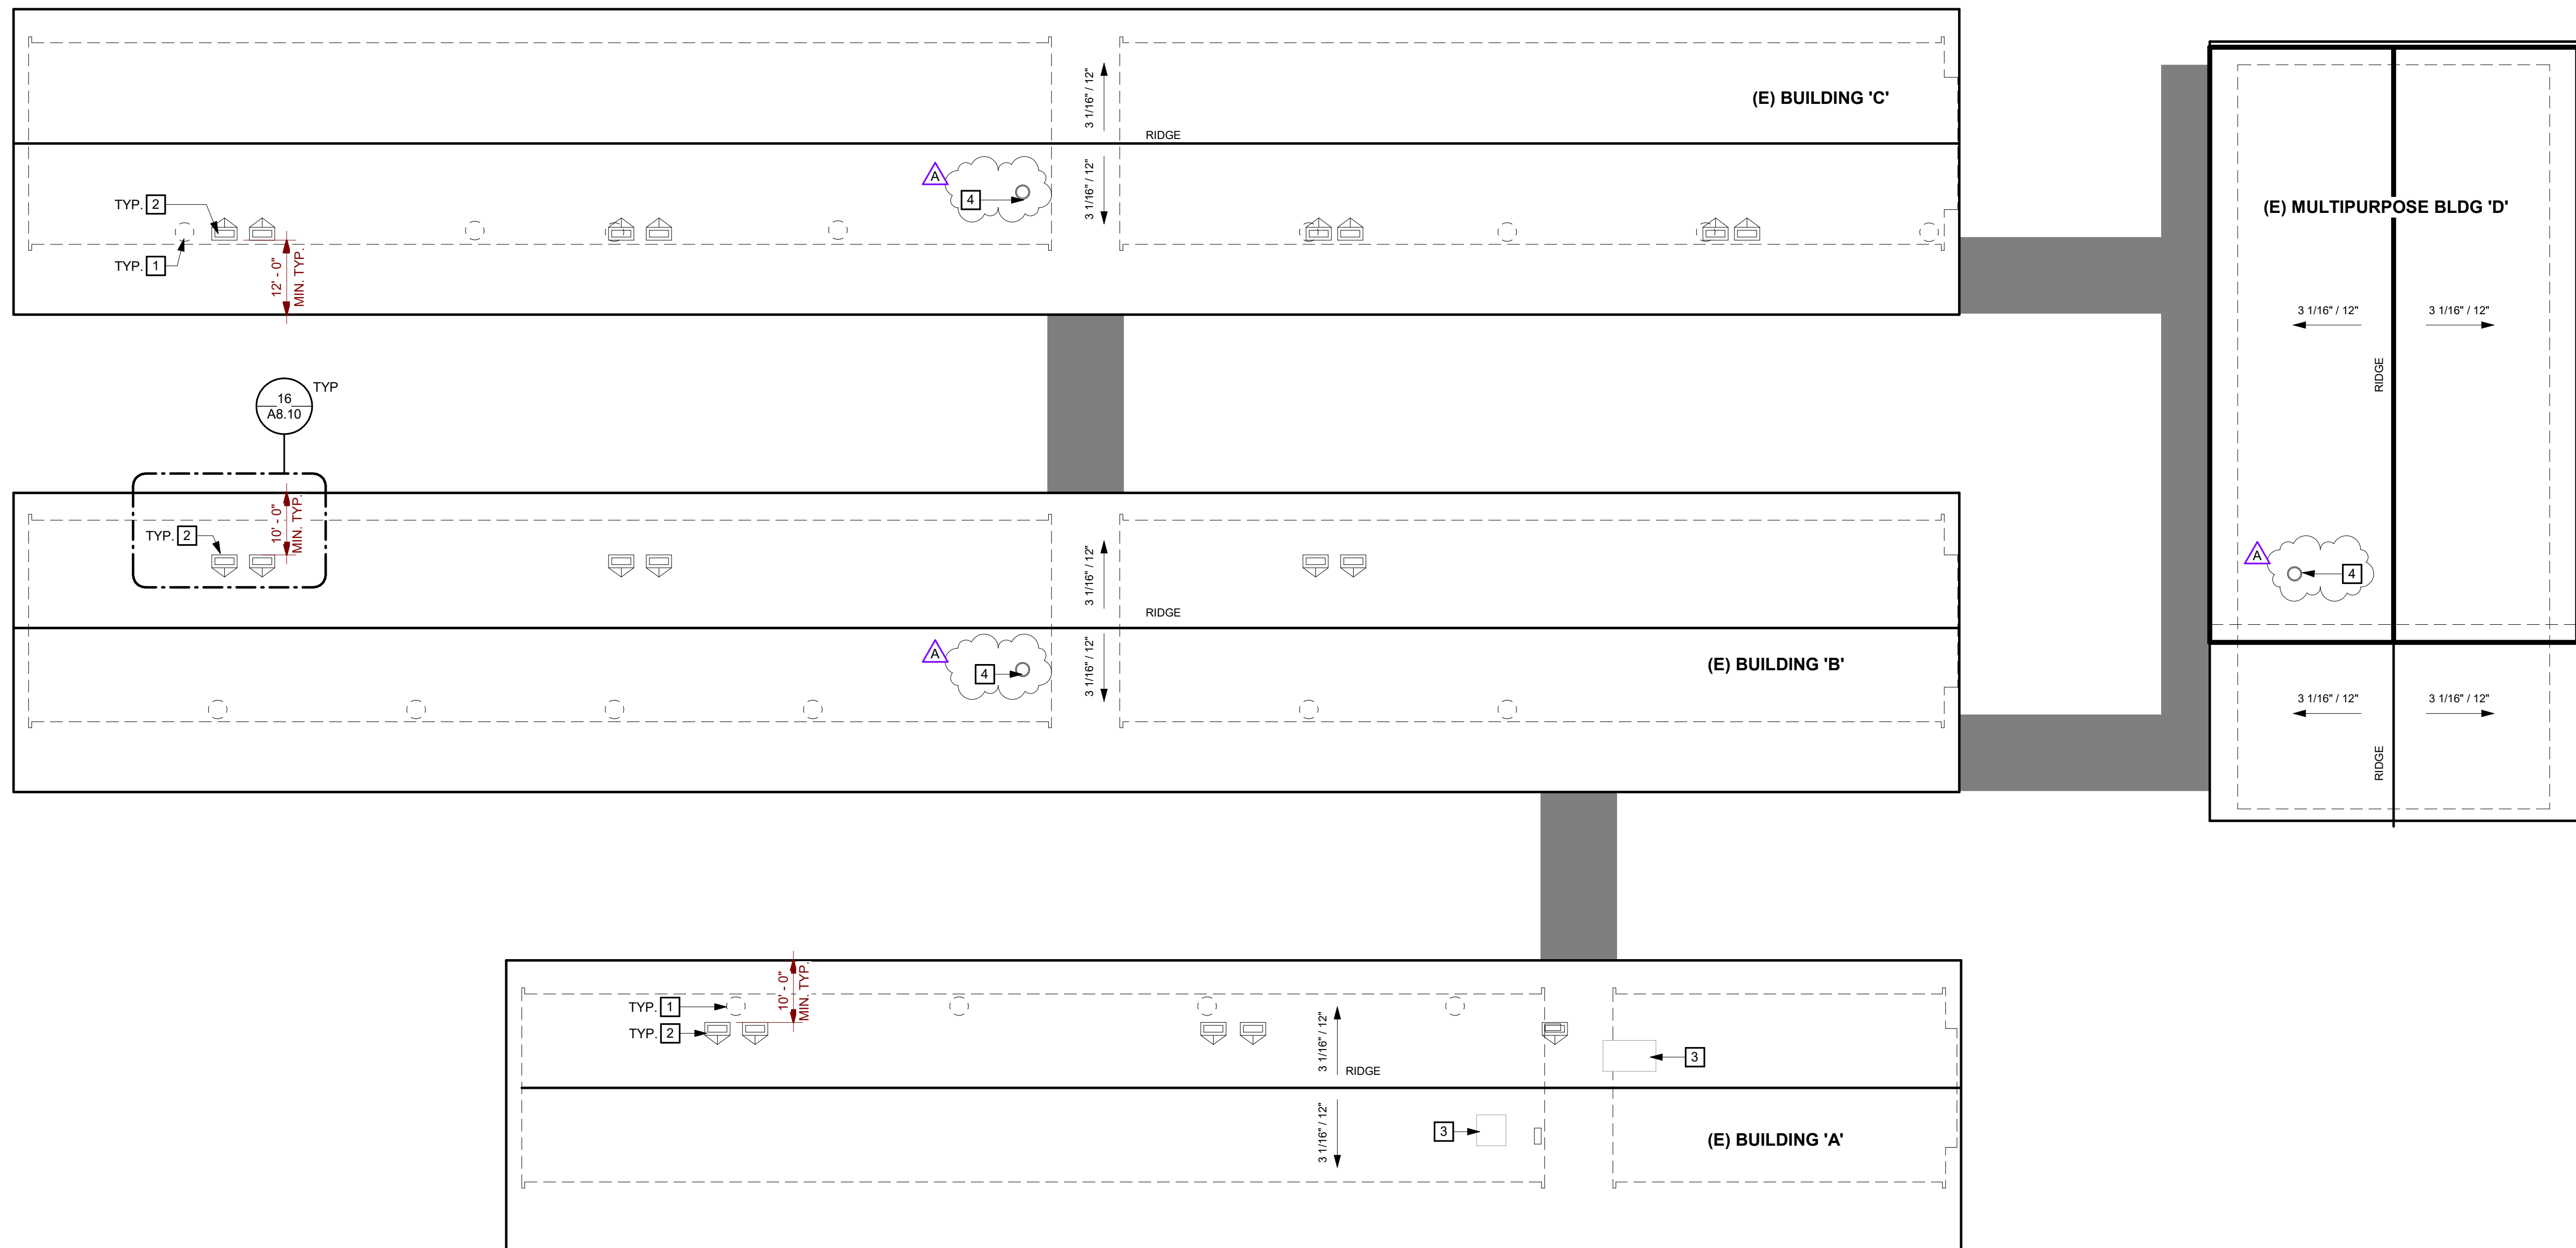 3 1/16" / 12"
(E) BUILDING 'C'
RIDGE
A
4
3 1/16" / 12"
TYP. 2
TYP. 1
12' - 0"
MIN. TYP.
(E) MULTIPURPOSE BLDG 'D'
3 1/16" / 12"
3 1/16" / 12"
RIDGE
16
A8.10
TYP
10' - 0"
MIN. TYP.
TYP. 2
3 1/16" / 12"
RIDGE
A
4
3 1/16" / 12"
(E) BUILDING 'B'
A
4
3 1/16" / 12"
3 1/16" / 12"
RIDGE
TYP. 1
TYP. 2
10' - 0"
MIN. TYP.
3 1/16" / 12"
RIDGE
3
3 1/16" / 12"
3
(E) BUILDING 'A'